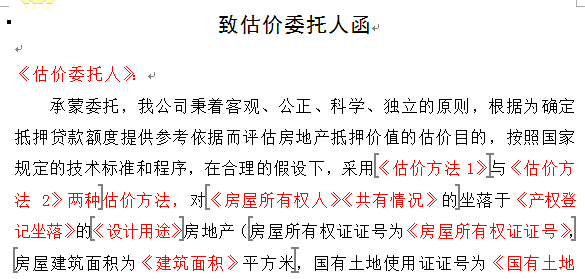 致估价委托人函
《估价委托人》：
承蒙委托，我公司秉着客观、公正、科学、独立的原则，根据为确定
抵押贷款额度提供参考依据而评估房地产抵押价值的估价目的，按照国家
规定的技术标准和程序，在合理的假设下，采用[《估价方法1》]与《估价方
法 2》两种估价方法，对[《房屋所有权人》《共有情况》的]坐落于《产权登
记坐落》的[《设计用途》]房地产（[房屋所有权证证号为《房屋所有权证号》，]
[房屋建筑面积为《建筑面积》平方米]，国有土地使用证证号为《国有土地